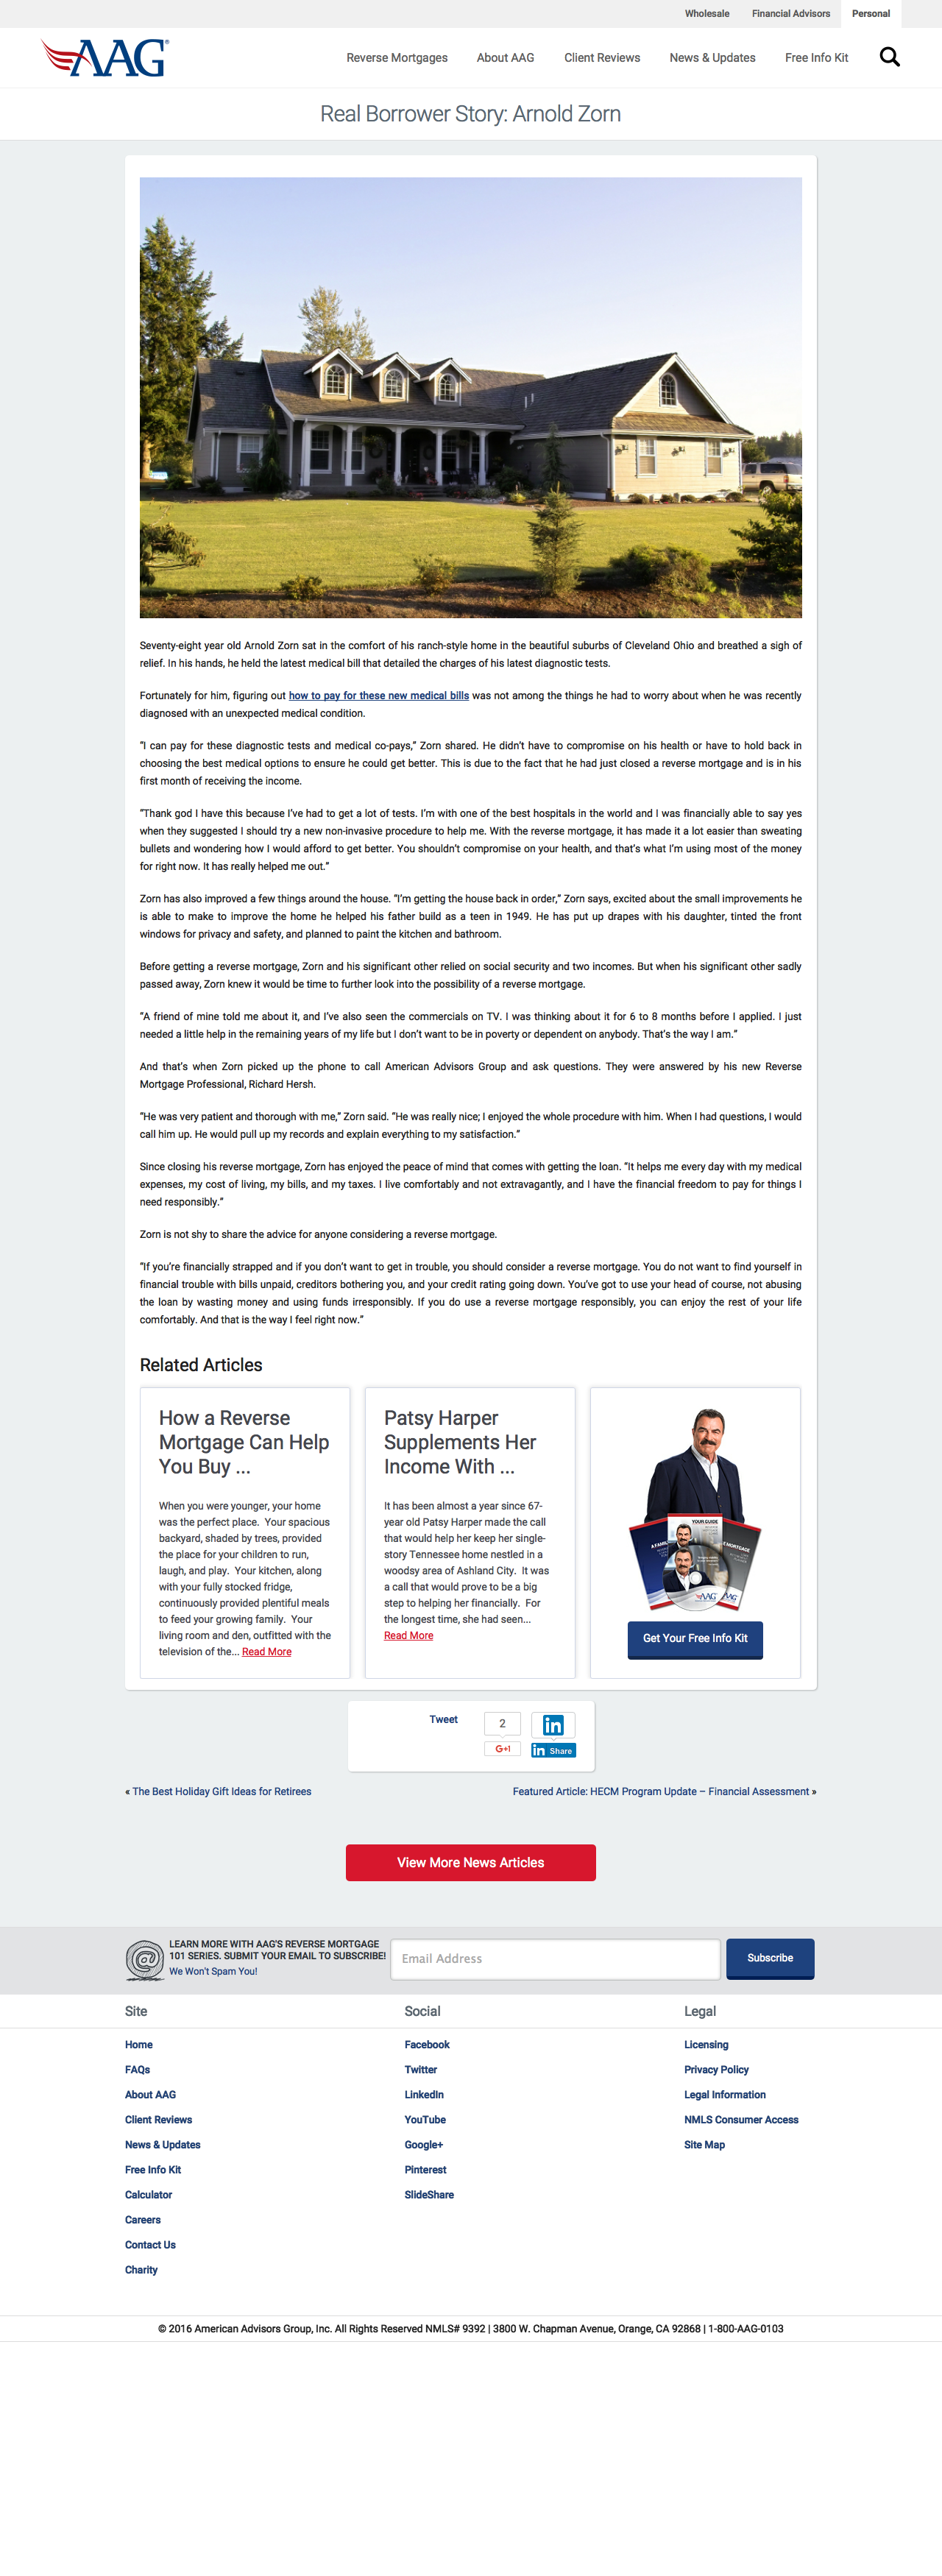 Wholesale Financial Advisors Personal
AAG®
Reverse Mortgages About AAG Client Reviews News & Updates Free Info Kit
Real Borrower Story: Arnold Zorn
Seventy-eight year old Arnold Zorn sat in the comfort of his ranch-style home in the beautiful suburbs of Cleveland Ohio and breathed a sigh of
relief. In his hands, he held the latest medical bill that detailed the charges of his latest diagnostic tests.
Fortunately for him, figuring out how to pay for these new medical bills was not among the things he had to worry about when he was recently
diagnosed with an unexpected medical condition.
“I can pay for these diagnostic tests and medical co-pays,” Zorn shared. He didn’t have to compromise on his health or have to hold back in
choosing the best medical options to ensure he could get better. This is due to the fact that he had just closed a reverse mortgage and is in his
first month of receiving the income.
“Thank god I have this because I’ve had to get a lot of tests. I’m with one of the best hospitals in the world and I was financially able to say yes
when they suggested I should try a new non-invasive procedure to help me. With the reverse mortgage, it has made it a lot easier than sweating
bullets and wondering how I would afford to get better. You shouldn’t compromise on your health, and that’s what I’m using most of the money
for right now. It has really helped me out.”
Zorn has also improved a few things around the house. “I’m getting the house back in order,” Zorn says, excited about the small improvements he
is able to make to improve the home he helped his father build as a teen in 1949. He has put up drapes with his daughter, tinted the front
windows for privacy and safety, and planned to paint the kitchen and bathroom.
Before getting a reverse mortgage, Zorn and his significant other relied on social security and two incomes. But when his significant other sadly
passed away, Zorn knew it would be time to further look into the possibility of a reverse mortgage.
“A friend of mine told me about it, and I’ve also seen the commercials on TV. I was thinking about it for 6 to 8 months before I applied. I just
needed a little help in the remaining years of my life but I don’t want to be in poverty or dependent on anybody. That’s the way I am.”
And that’s when Zorn picked up the phone to call American Advisors Group and ask questions. They were answered by his new Reverse
Mortgage Professional, Richard Hersh.
“He was very patient and thorough with me,” Zorn said. “He was really nice; I enjoyed the whole procedure with him. When I had questions, I would
call him up. He would pull up my records and explain everything to my satisfaction.”
Since closing his reverse mortgage, Zorn has enjoyed the peace of mind that comes with getting the loan. “It helps me every day with my medical
expenses, my cost of living, my bills, and my taxes. I live comfortably and not extravagantly, and I have the financial freedom to pay for things I
need responsibly.”
Zorn is not shy to share the advice for anyone considering a reverse mortgage.
“If you’re financially strapped and if you don’t want to get in trouble, you should consider a reverse mortgage. You do not want to find yourself in
financial trouble with bills unpaid, creditors bothering you, and your credit rating going down. You’ve got to use your head of course, not abusing
the loan by wasting money and using funds irresponsibly. If you do use a reverse mortgage responsibly, you can enjoy the rest of your life
comfortably. And that is the way I feel right now.”
Related Articles
How a Reverse
Mortgage Can Help
You Buy ...
When you were younger, your home
was the perfect place. Your spacious
backyard, shaded by trees, provided
the place for your children to run,
laugh, and play. Your kitchen, along
with your fully stocked fridge,
continuously provided plentiful meals
to feed your growing family. Your
living room and den, outfitted with the
television of the... Read More
Patsy Harper
Supplements Her
Income With ...
It has been almost a year since 67-
year old Patsy Harper made the call
that would help her keep her single-
story Tennessee home nestled in a
woodsy area of Ashland City. It was
a call that would prove to be a big
step to helping her financially. For
the longest time, she had seen...
Read More
YOUR GUIDE
AAG
AAG
Get Your Free Info Kit
Tweet
2
G+1
in
in Share
« The Best Holiday Gift Ideas for Retirees
Featured Article: HECM Program Update – Financial Assessment »
View More News Articles
LEARN MORE WITH AAG'S REVERSE MORTGAGE
101 SERIES. SUBMIT YOUR EMAIL TO SUBSCRIBE!
We Won't Spam You!
Email Address
Subscribe
Site
Home
FAQs
About AAG
Client Reviews
News & Updates
Free Info Kit
Calculator
Careers
Contact Us
Charity
Social
Facebook
Twitter
LinkedIn
YouTube
Google+
Pinterest
SlideShare
Legal
Licensing
Privacy Policy
Legal Information
NMLS Consumer Access
Site Map
© 2016 American Advisors Group, Inc. All Rights Reserved NMLS# 9392 | 3800 W. Chapman Avenue, Orange, CA 92868 | 1-800-AAG-0103